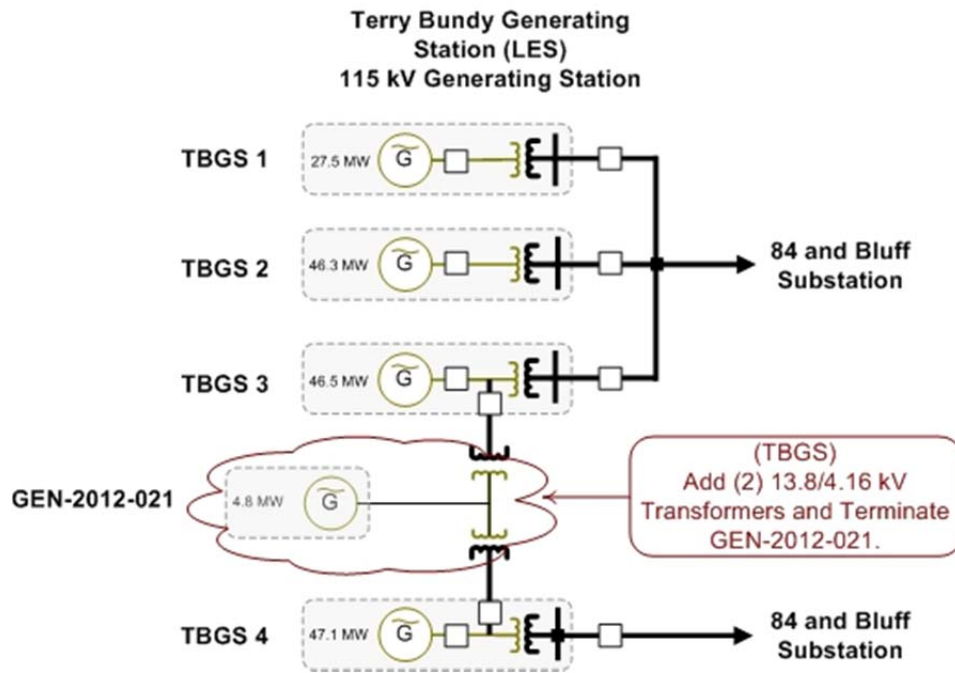 Terry Bundy Generating
Station (LES)
115 kV Generating Station
TBGS 1
27.5 MW
G
TBGS 2
46.3 MW
G
84 and Bluff
Substation
TBGS 3
46.5 MW
G
GEN-2012-021
4.8 MW
G
(TBGS)
Add (2) 13.8/4.16 kV
Transformers and Terminate
GEN-2012-021.
TBGS 4
47.1 MW
G
84 and Bluff
Substation